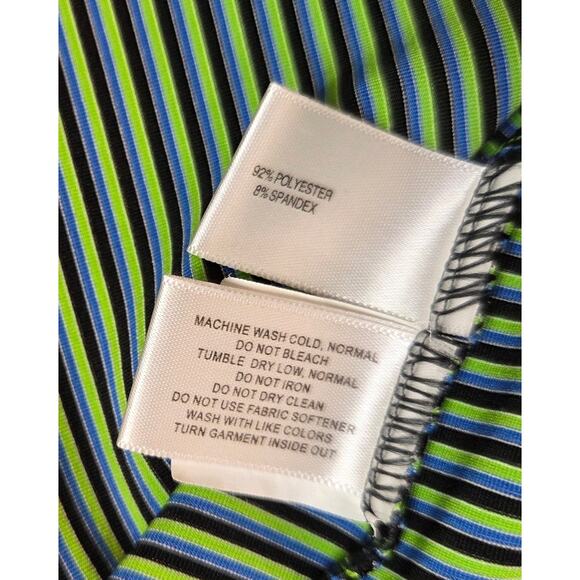 92% POLYESTER
8% SPANDEX
MACHINE WASH COLD, NORMAL
DO NOT BLEACH
TUMBLE DRY LOW, NORMAL
DO NOT IRON
DO NOT DRY CLEAN
DO NOT USE FABRIC SOFTENER
WASH WITH LIKE COLORS
TURN GARMENT INSIDE OUT